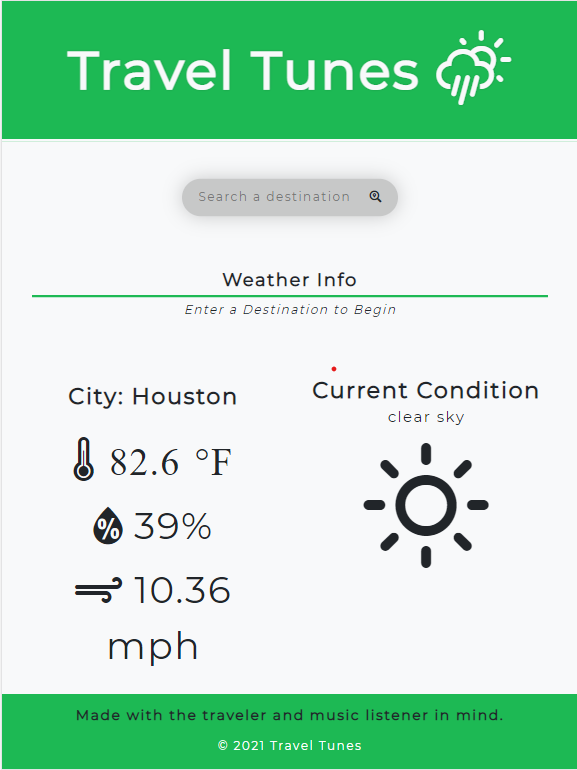 Travel Tunes
Search a destination
Weather Info
Enter a Destination to Begin
City: Houston
82.6 °F
39%
10.36
mph
Current Condition
clear sky
Made with the traveler and music listener in mind.
© 2021 Travel Tunes